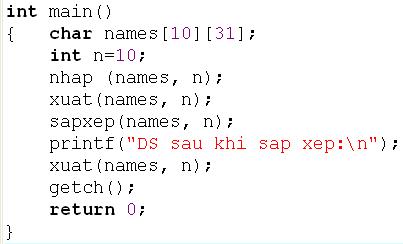 int main()
{   char names[10][31];
    int n=10;
    nhap (names, n);
    xuat(names, n);
    sapxep(names, n);
    printf("DS sau khi sap xep:\n");
    xuat(names, n);
    getch();
    return 0;
}